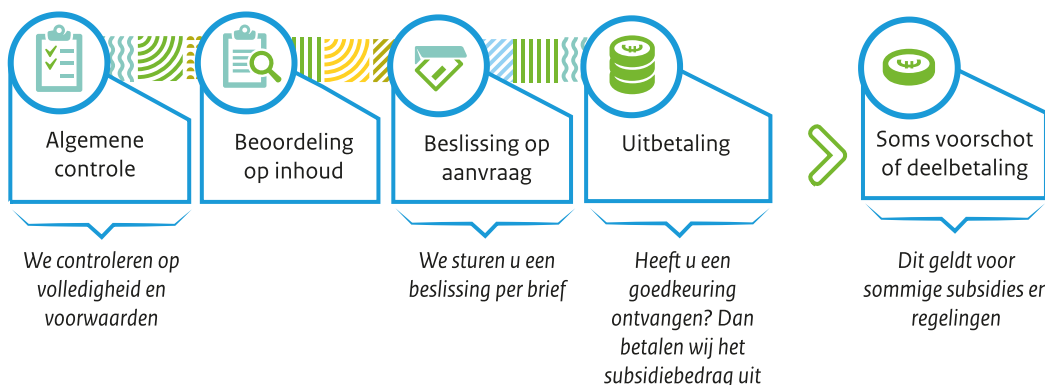 Algemene
controle
Beoordeling
op inhoud
Beslissing op
aanvraag
Uitbetaling
Soms voorschot
of deelbetaling
We controleren op
volledigheid en
voorwaarden
We sturen u een
beslissing per brief
Heeft u een
goedkeuring
ontvangen? Dan
betalen wij het
subsidiebedrag uit
Dit geldt voor
sommige subsidies er
regelingen